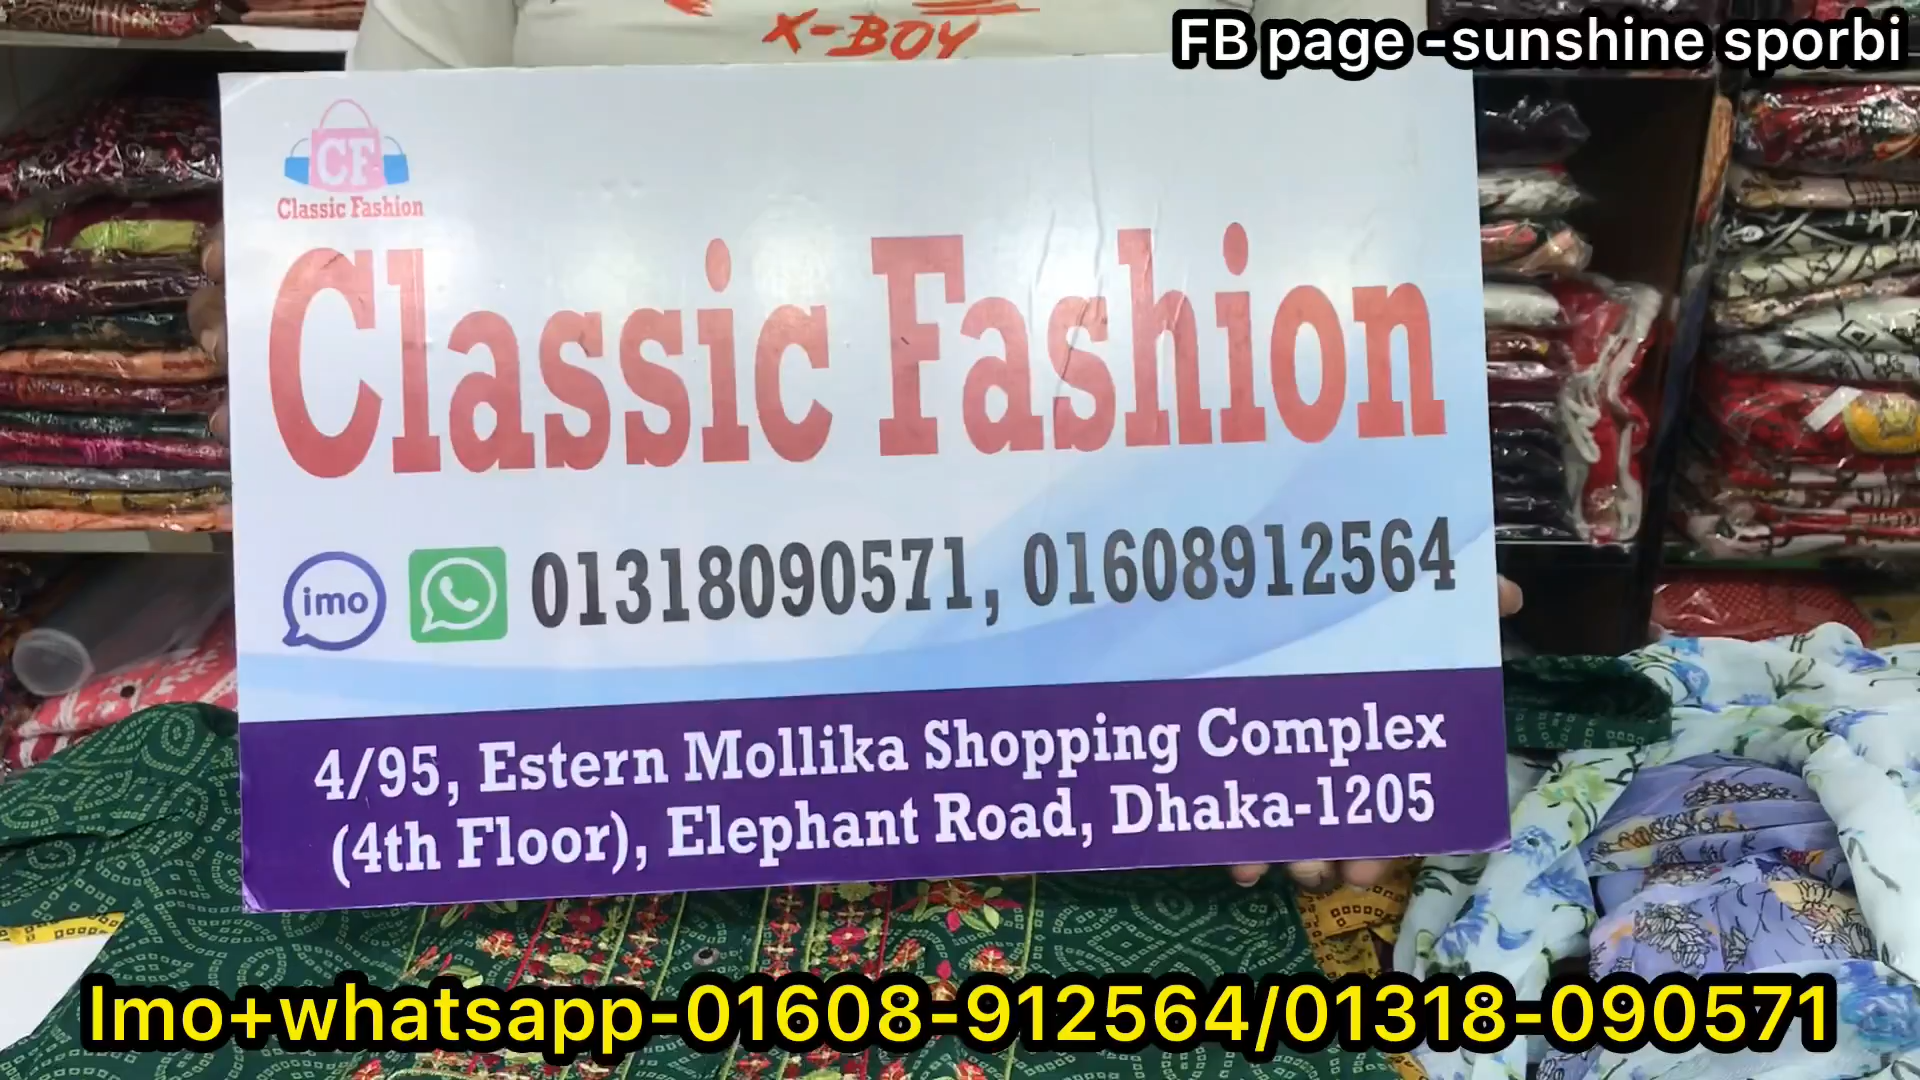 X-BOY
FB page -sunshine sporbi
CF
Classic Fashion
Classic Fashion
imo 01318090571, 01608912564
4/95, Estern Mollika Shopping Complex
(4th Floor), Elephant Road, Dhaka-1205
Imo+whatsapp-01608-912564/01318-090571